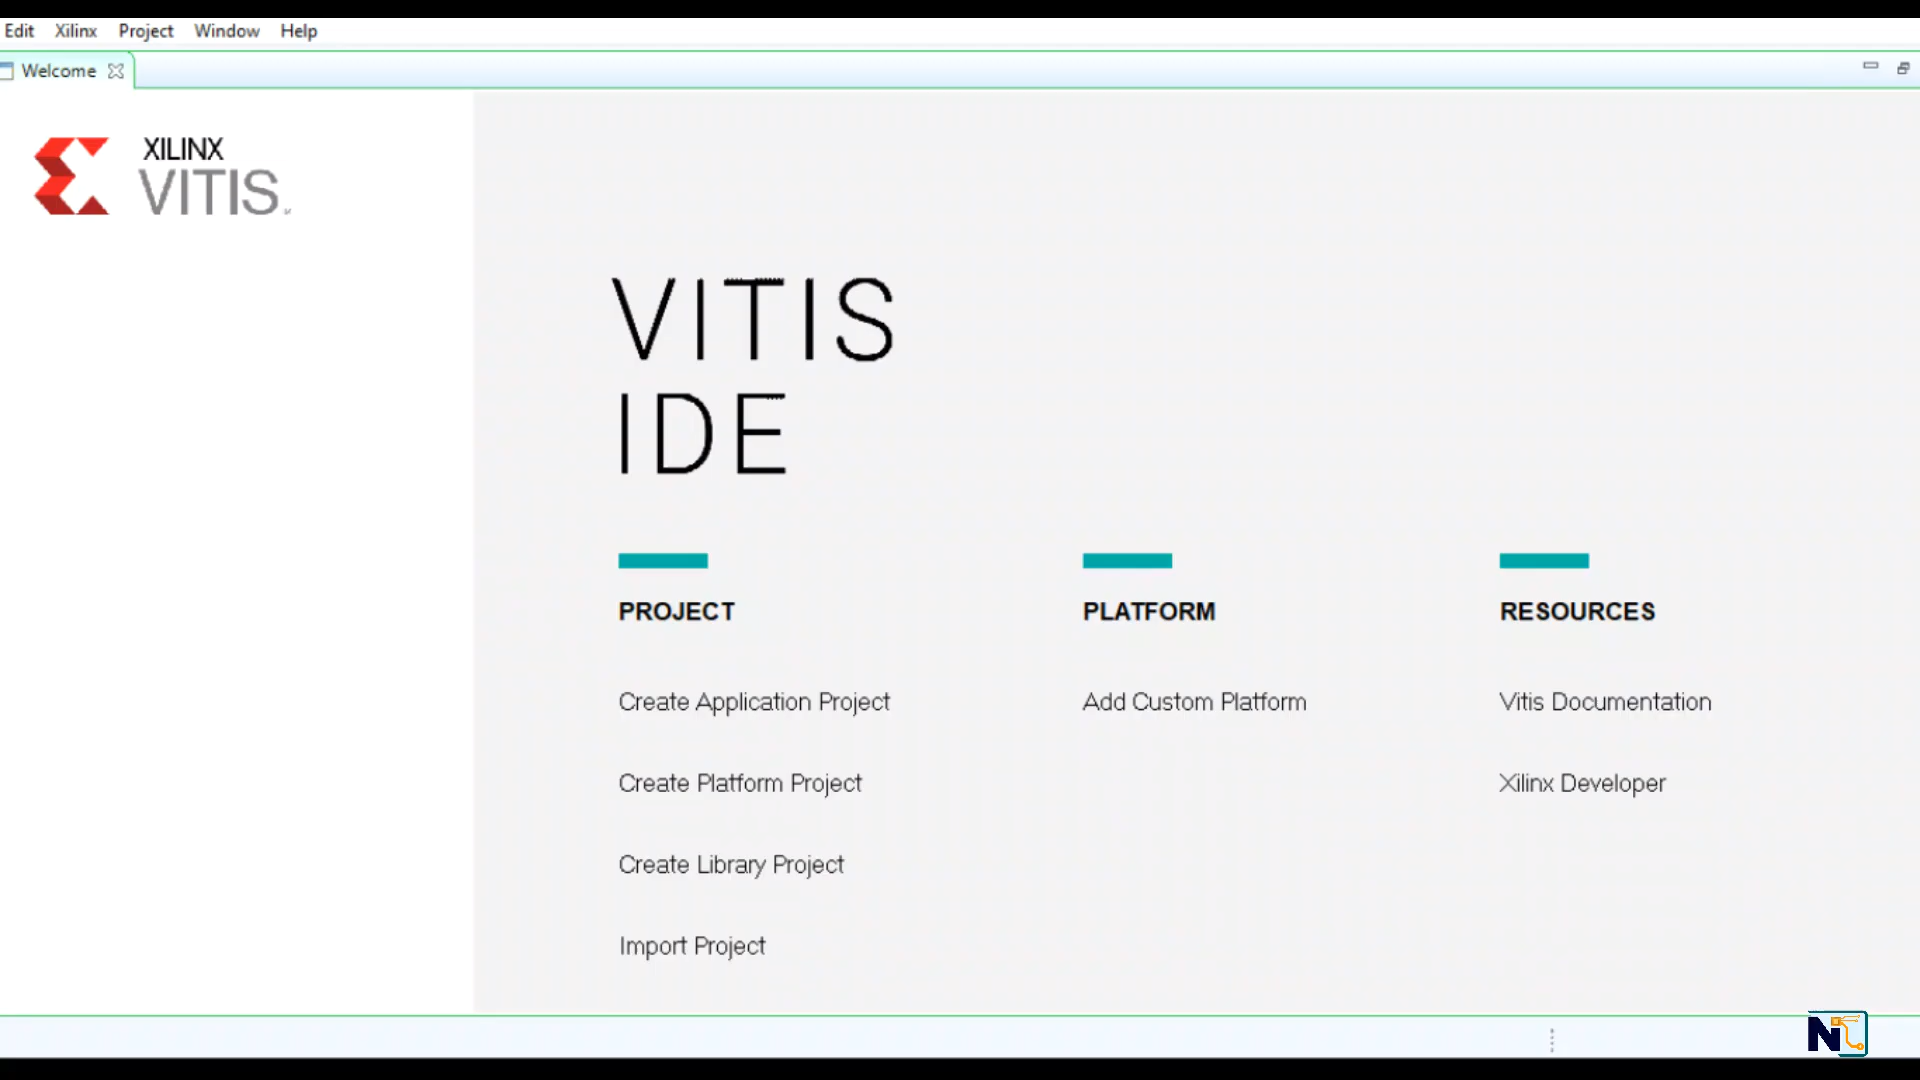 Edit Xilinx Project Window Help
Welcome
XILINX
VITIS
VITIS
IDE
PROJECT PLATFORM RESOURCES
Create Application Project Add Custom Platform Vitis Documentation
Create Platform Project Xilinx Developer
Create Library Project
Import Project
N